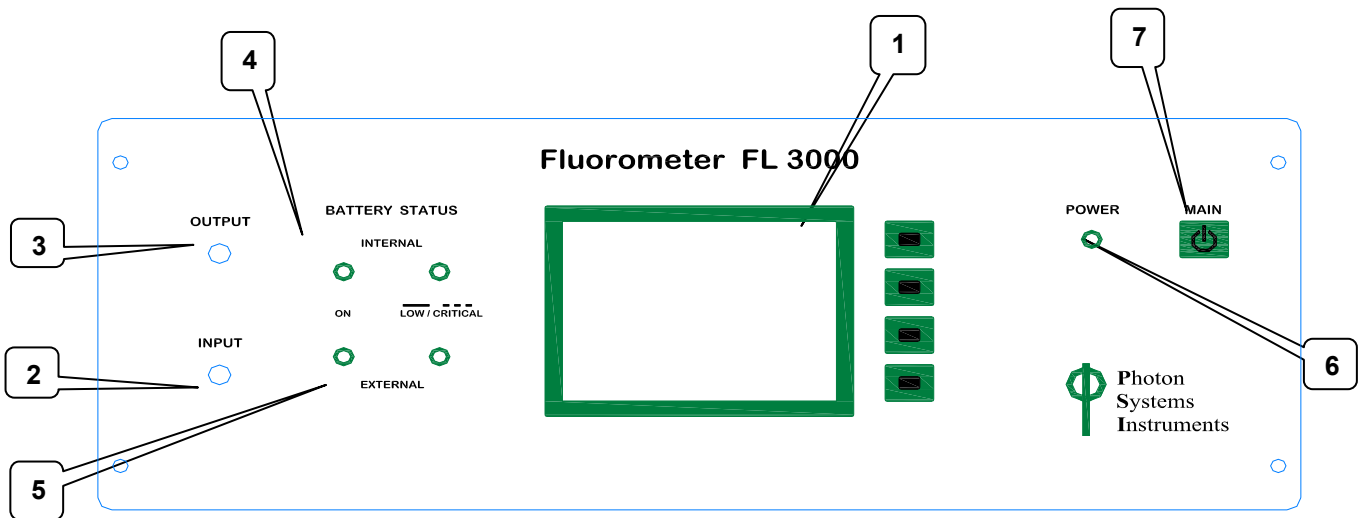 1
7
4
Fluorometer FL 3000
OUTPUT
BATTERY STATUS
POWER
MAIN
3
INTERNAL
ON
LOW / CRITICAL
INPUT
2
EXTERNAL
6
Photon
Systems
Instruments
5